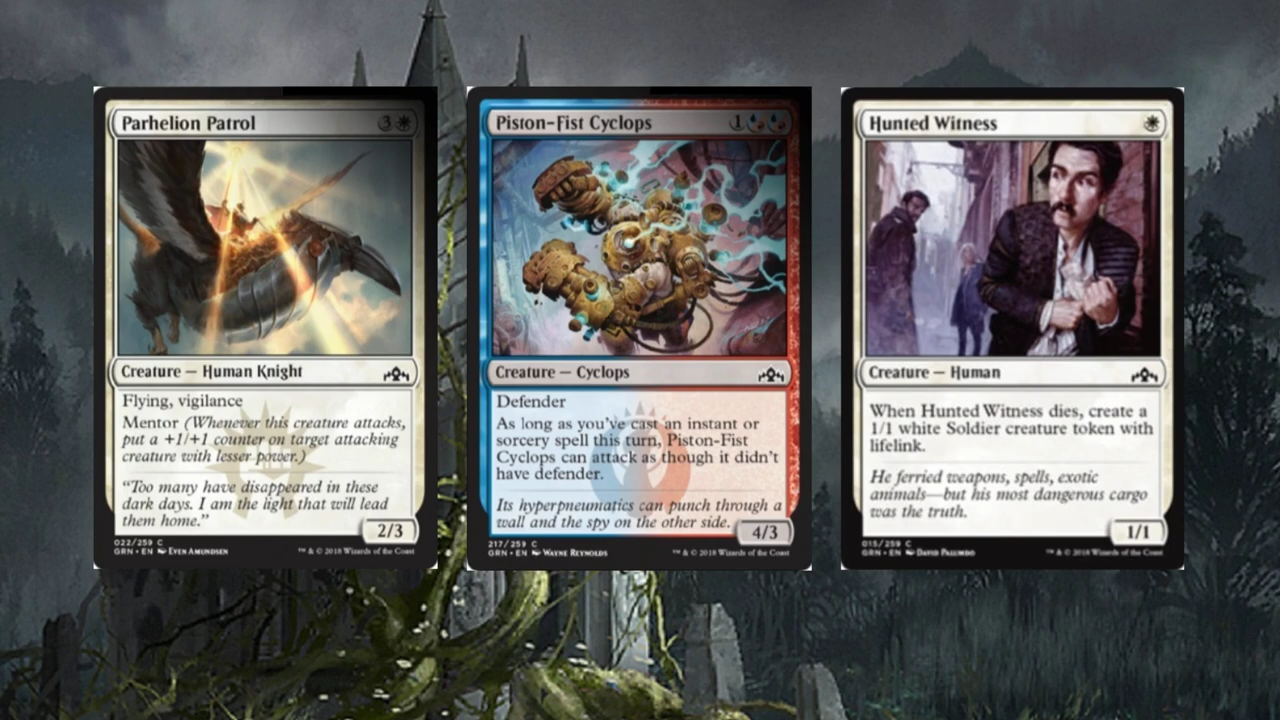 Parhelion Patrol
3
Creature — Human Knight
Flying, vigilance
Mentor (Whenever this creature attacks,
put a +1/+1 counter on target attacking
creature with lesser power.)
“Too many have disappeared in these
dark days. I am the light that will lead
them home.”
2/3
022/259 C
GRN • EN Even Amundsen
™ & © 2018 Wizards of the Coast
Piston-Fist Cyclops
1
Creature — Cyclops
Defender
As long as you’ve cast an instant or
sorcery spell this turn, Piston-Fist
Cyclops can attack as though it didn’t
have defender.
Its hyperpneumatics can punch through a
wall and the spy on the other side.
4/3
217/259 C
GRN • EN Wayne Reynolds
™ & © 2018 Wizards of the Coast
Hunted Witness
Creature — Human
When Hunted Witness dies, create a
1/1 white Soldier creature token with
lifelink.
He ferried weapons, spells, exotic
animals—but his most dangerous cargo
was the truth.
1/1
015/259 C
GRN • EN David Palumbo
™ & © 2018 Wizards of the Coast